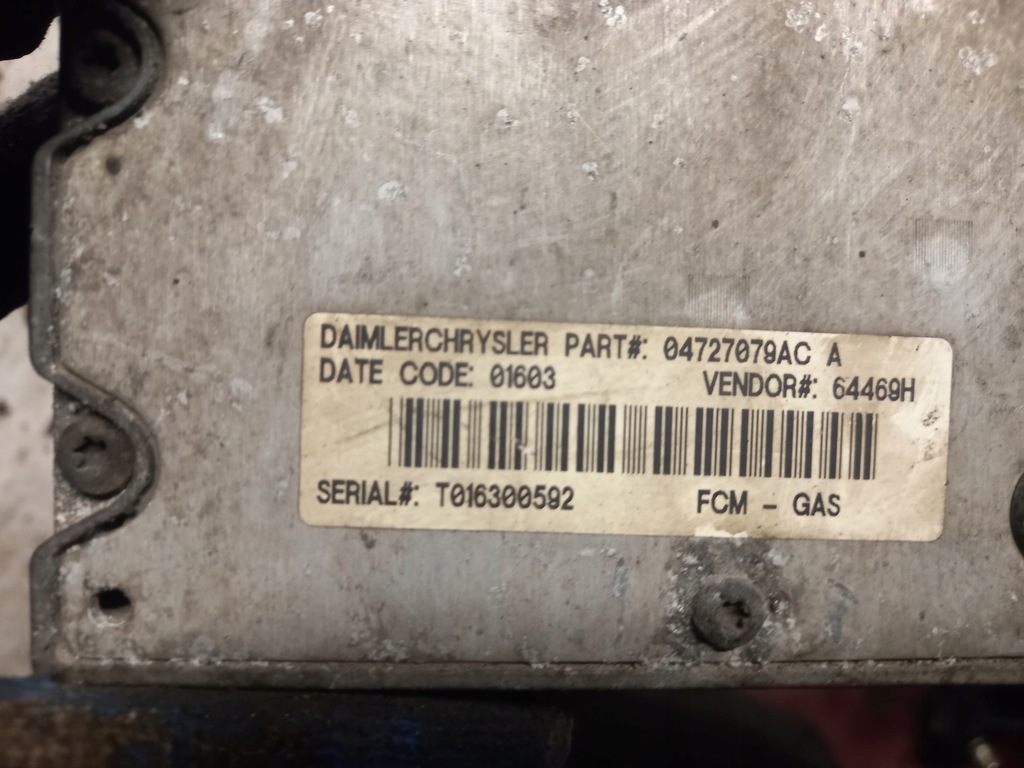 DAIMLERCHRYSLER PART#: 04727079AC A
DATE CODE: 01603 VENDOR#: 64469H
SERIAL#: T016300592 FCM - GAS